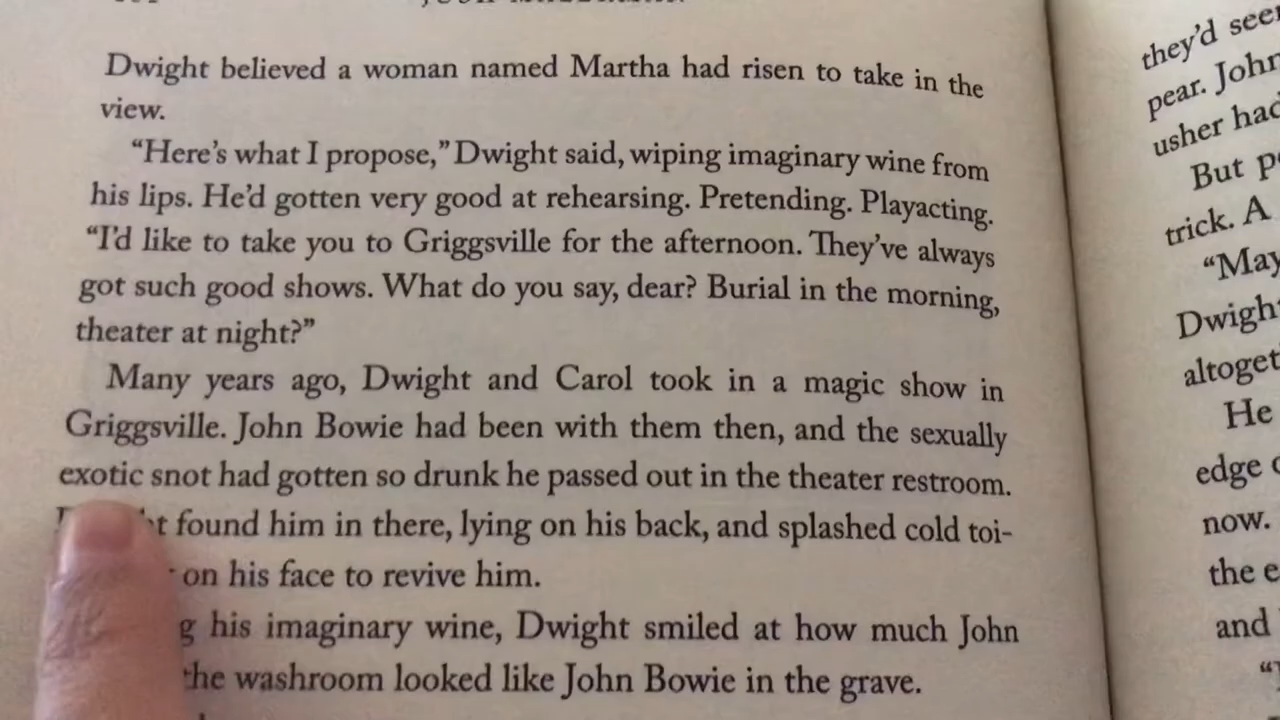 Dwight believed a woman named Martha had risen to take in the
view.
“Here’s what I propose,” Dwight said, wiping imaginary wine from
his lips. He’d gotten very good at rehearsing. Pretending. Playacting.
“I’d like to take you to Griggsville for the afternoon. They’ve always
got such good shows. What do you say, dear? Burial in the morning,
theater at night?”
Many years ago, Dwight and Carol took in a magic show in
Griggsville. John Bowie had been with them then, and the sexually
exotic snot had gotten so drunk he passed out in the theater restroom.
found him in there, lying on his back, and splashed cold toi-
on his face to revive him.
his imaginary wine, Dwight smiled at how much John
the washroom looked like John Bowie in the grave.
they’d see
pear. John
usher had
But
trick. A
“May
Dwight
altoget
He
edge
now.
the e
and